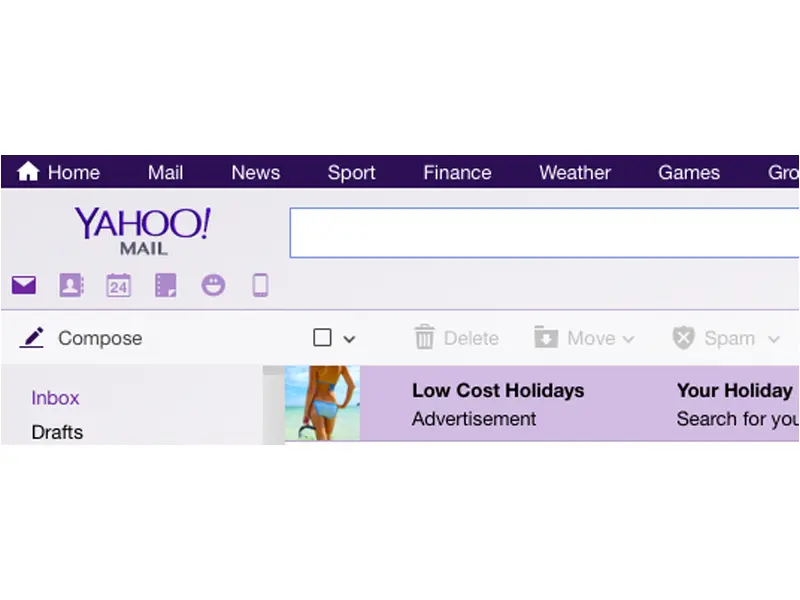 Home Mail News Sport Finance Weather Games Gro
YAHOO!
MAIL
24
Compose Delete Move Spam
Inbox
Low Cost Holidays Your Holiday
Advertisement Search for you
Drafts